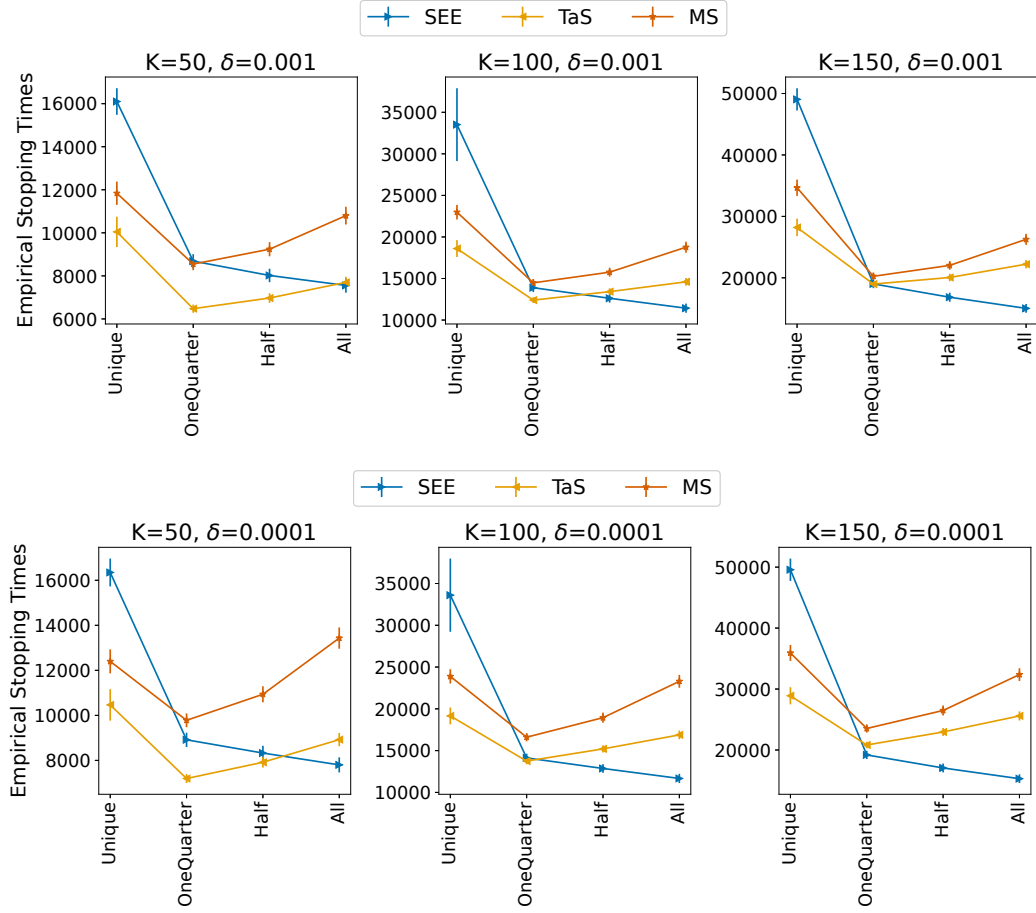 SEE TaS MS
K=50, δ=0.001 K=100, δ=0.001 K=150, δ=0.001
Empirical Stopping Times
16000
14000
12000
10000
8000
6000
Unique
OneQuarter
Half
All
35000
30000
25000
20000
15000
10000
Unique
OneQuarter
Half
All
50000
40000
30000
20000
Unique
OneQuarter
Half
All
SEE TaS MS
K=50, δ=0.0001 K=100, δ=0.0001 K=150, δ=0.0001
Empirical Stopping Times
16000
14000
12000
10000
8000
Unique
OneQuarter
Half
All
35000
30000
25000
20000
15000
10000
Unique
OneQuarter
Half
All
50000
40000
30000
20000
Unique
OneQuarter
Half
All